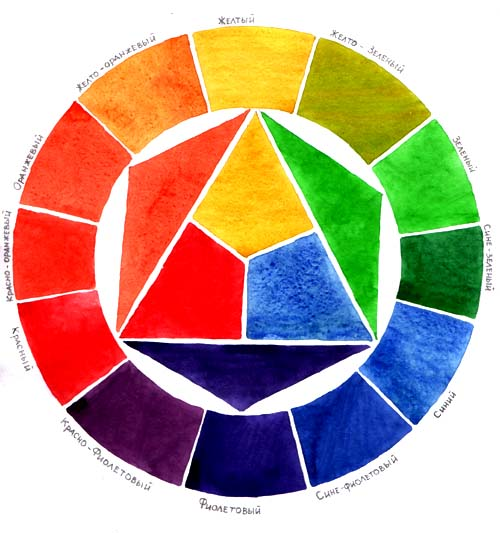 Желтый
Желто-Зеленый
Зеленый
Сине-Зеленый
Синий
Сине-фиолетовый
Фиолетовый
Красно-Фиолетовый
Красный
Красно-оранжевый
Оранжевый
Желто-оранжевый